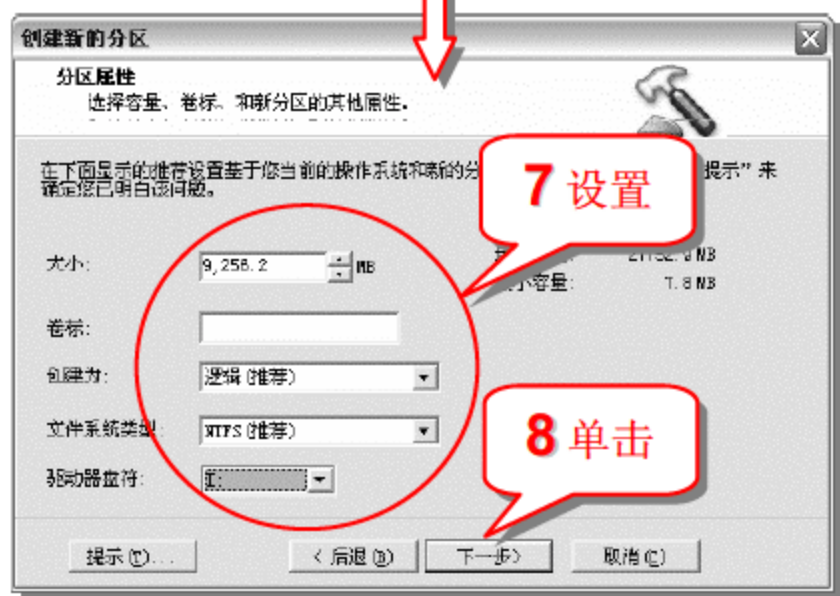 创建新的分区
分区属性
选择容量、卷标、和新分区的其他属性。
在下面显示的推荐设置基于您当前的操作系统和新的分
提示”来
确定您已明白该问题。
7 设置
大小:
9,258.2
MB
MB
小容量:
7.8 MB
卷标:
创建为:
逻辑(推荐)
文件系统类型:
NTFS(推荐)
驱动器盘符:
8 单击
提示(T)...
< 后退(B)
下一步>
取消(C)